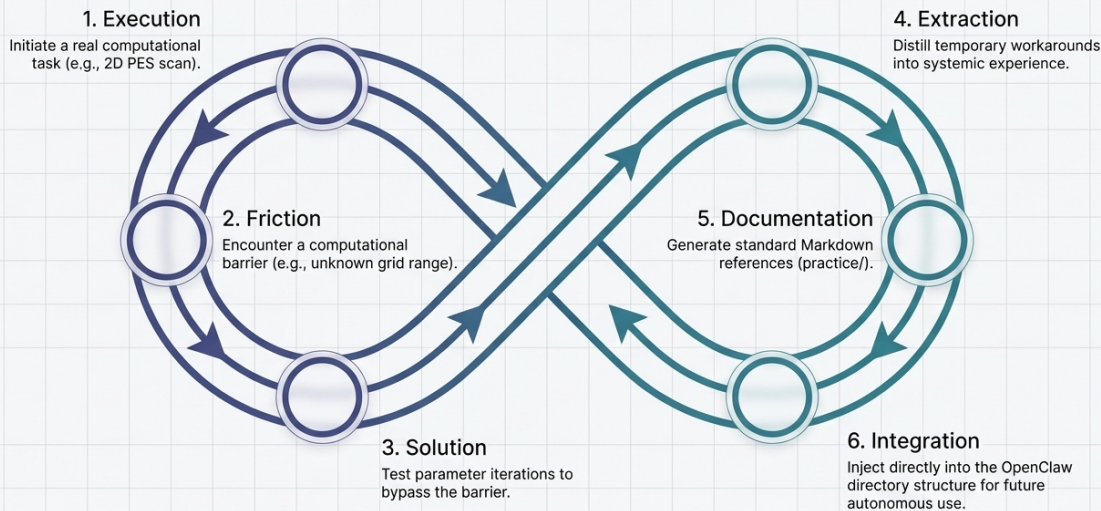 1. Execution
Initiate a real computational
task (e.g., 2D PES scan).
2. Friction
Encounter a computational
barrier (e.g., unknown grid range).
3. Solution
Test parameter iterations to
bypass the barrier.
4. Extraction
Distill temporary workarounds
into systemic experience.
5. Documentation
Generate standard Markdown
references (practice/).
6. Integration
Inject directly into the OpenClaw
directory structure for future
autonomous use.